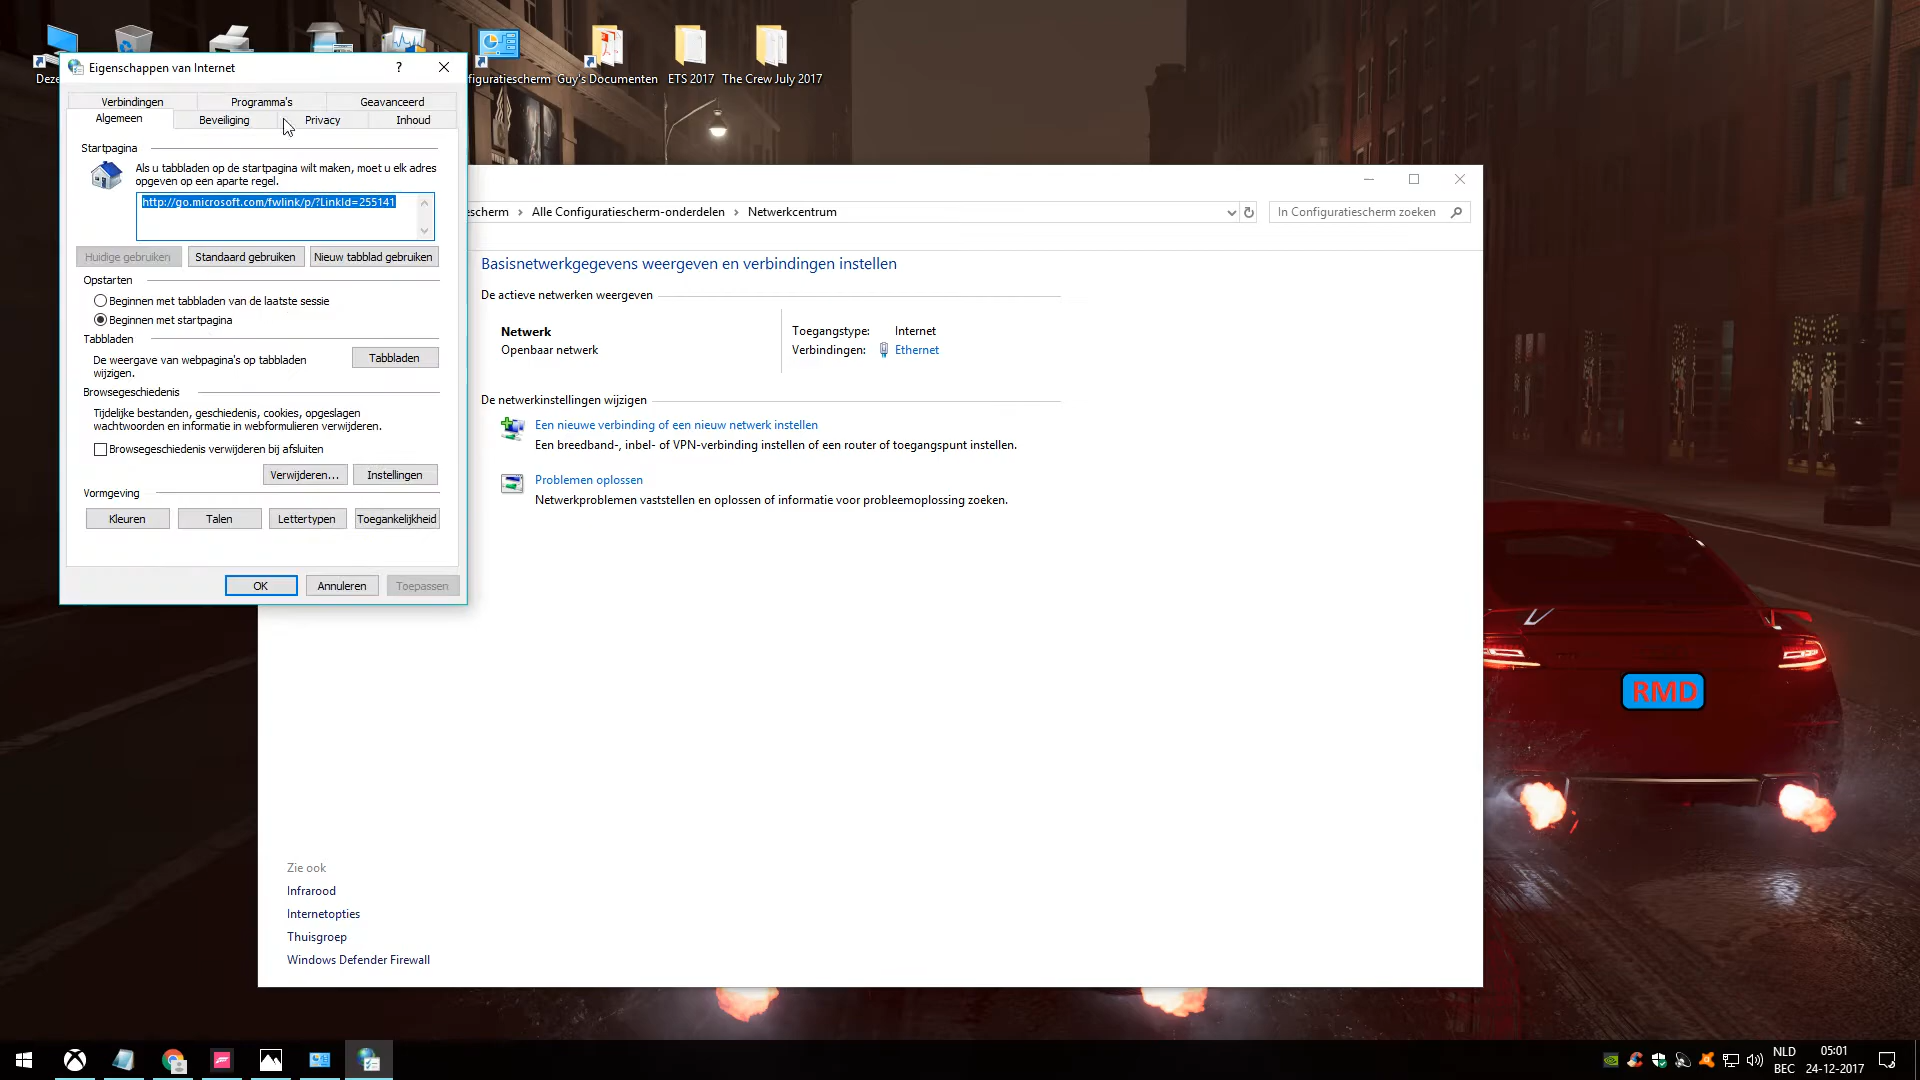 Deze
figuratiescherm
Guy's Documenten
ETS 2017
The Crew July 2017
Eigenschappen van Internet
?
Verbindingen
Programma's
Geavanceerd
Algemeen
Beveiliging
Privacy
Inhoud
Startpagina
Als u tabbladen op de startpagina wilt maken, moet u elk adres
opgeven op een aparte regel.
http://go.microsoft.com/fwlink/p/?LinkId=255141
Huidige gebruiken
Standaard gebruiken
Nieuw tabblad gebruiken
Opstarten
Beginnen met tabbladen van de laatste sessie
Beginnen met startpagina
Tabbladen
De weergave van webpagina's op tabbladen
wijzigen.
Tabbladen
Browsegeschiedenis
Tijdelijke bestanden, geschiedenis, cookies, opgeslagen
wachtwoorden en informatie in webformulieren verwijderen.
Browsegeschiedenis verwijderen bij afsluiten
Verwijderen...
Instellingen
Vormgeving
Kleuren
Talen
Lettertypen
Toegankelijkheid
OK
Annuleren
Toepassen
escherm > Alle Configuratiescherm-onderdelen > Netwerkcentrum
In Configuratiescherm zoeken
Basisnetwerkgegevens weergeven en verbindingen instellen
De actieve netwerken weergeven
Netwerk
Openbaar netwerk
Toegangstype: Internet
Verbindingen: Ethernet
De netwerkinstellingen wijzigen
Een nieuwe verbinding of een nieuw netwerk instellen
Een breedband-, inbel- of VPN-verbinding instellen of een router of toegangspunt instellen.
Problemen oplossen
Netwerkproblemen vaststellen en oplossen of informatie voor probleemoplossing zoeken.
Zie ook
Infrarood
Internetopties
Thuisgroep
Windows Defender Firewall
RMD
NLD
BEC
05:01
24-12-2017